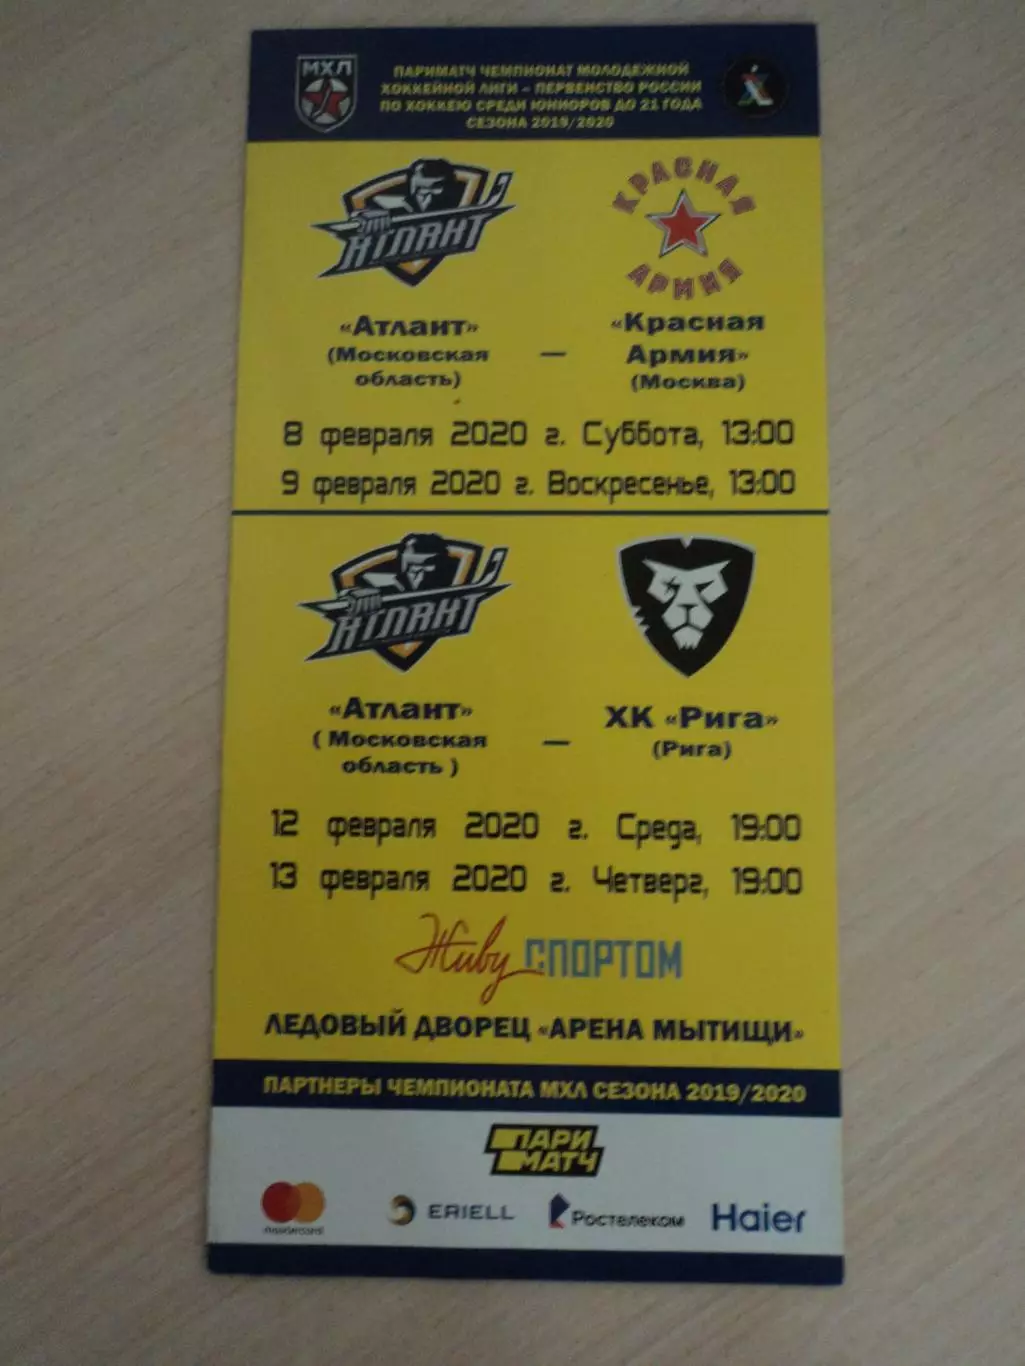 МХЛ
ПАРИМАТЧ ЧЕМПИОНАТ МОЛОДЕЖНОЙ
ХОККЕЙНОЙ ЛИГИ – ПЕРВЕНСТВО РОССИИ
ПО ХОККЕЮ СРЕДИ ЮНИОРОВ ДО 21 ГОДА
СЕЗОНА 2019/2020
АТЛАНТ
КРАСНАЯ
АРМИЯ
«Атлант»
(Московская
область)
—
«Красная
Армия»
(Москва)
8 февраля 2020 г. Суббота, 13:00
9 февраля 2020 г. Воскресенье, 13:00
АТЛАНТ
«Атлант»
( Московская
область )
—
ХК «Рига»
(Рига)
12 февраля 2020 г. Среда, 19:00
13 февраля 2020 г. Четверг, 19:00
Живу СПОРТОМ
ЛЕДОВЫЙ ДВОРЕЦ «АРЕНА МЫТИЩИ»
ПАРТНЕРЫ ЧЕМПИОНАТА МХЛ СЕЗОНА 2019/2020
ПАРИ
МАТЧ
mastercard
ERIELL
Ростелеком
Haier